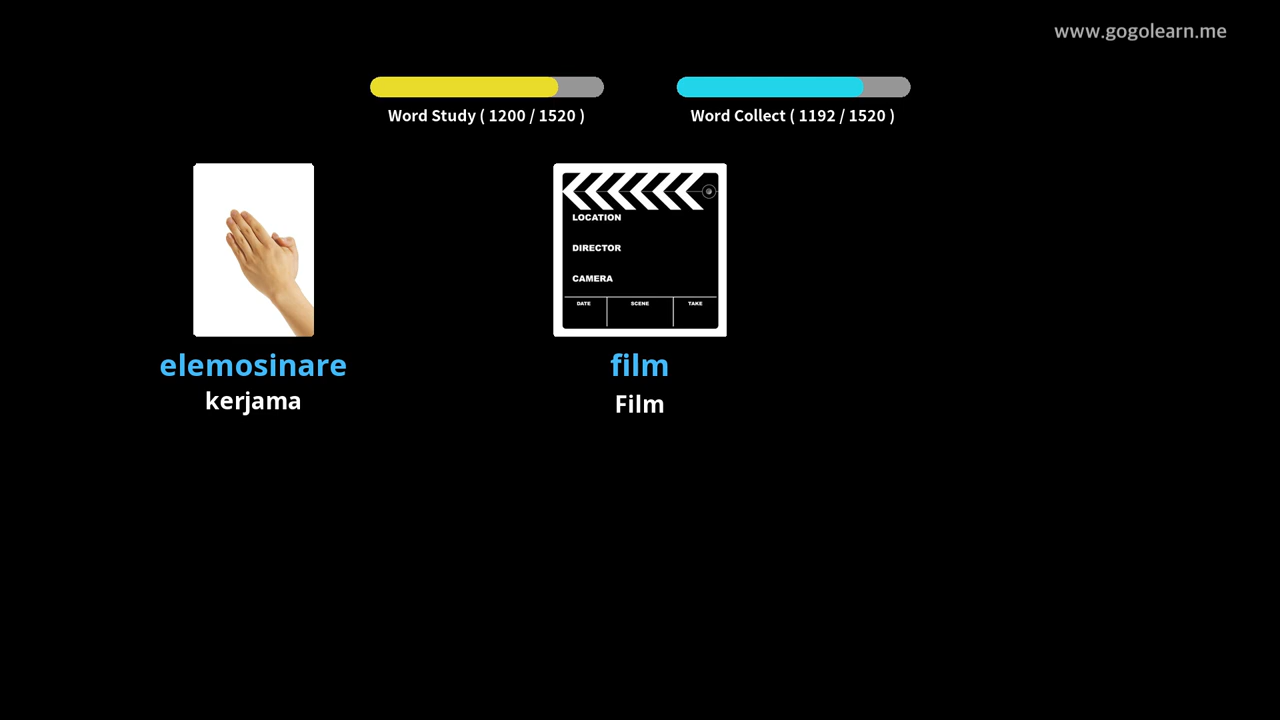 www.gogolearn.me
Word Study ( 1200 / 1520 )
Word Collect ( 1192 / 1520 )
LOCATION
DIRECTOR
CAMERA
DATE
SCENE
TAKE
elemosinare
kerjama
film
Film